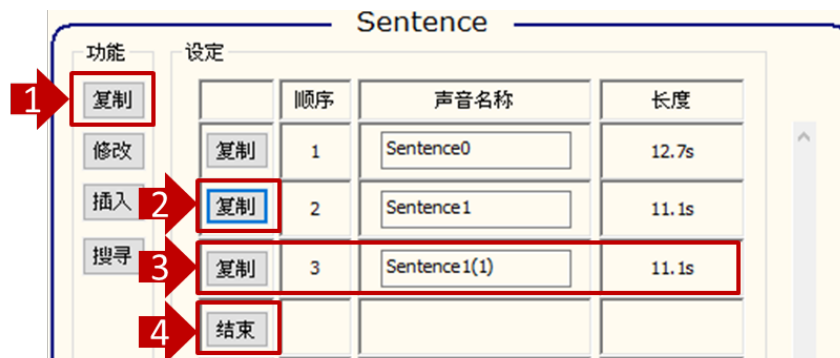 Sentence
功能
设定
1
复制
顺序
声音名称
长度
修改
复制
1
Sentence0
12.7s
插入
2
复制
2
Sentence1
11.1s
搜寻
3
复制
3
Sentence1(1)
11.1s
4
结束